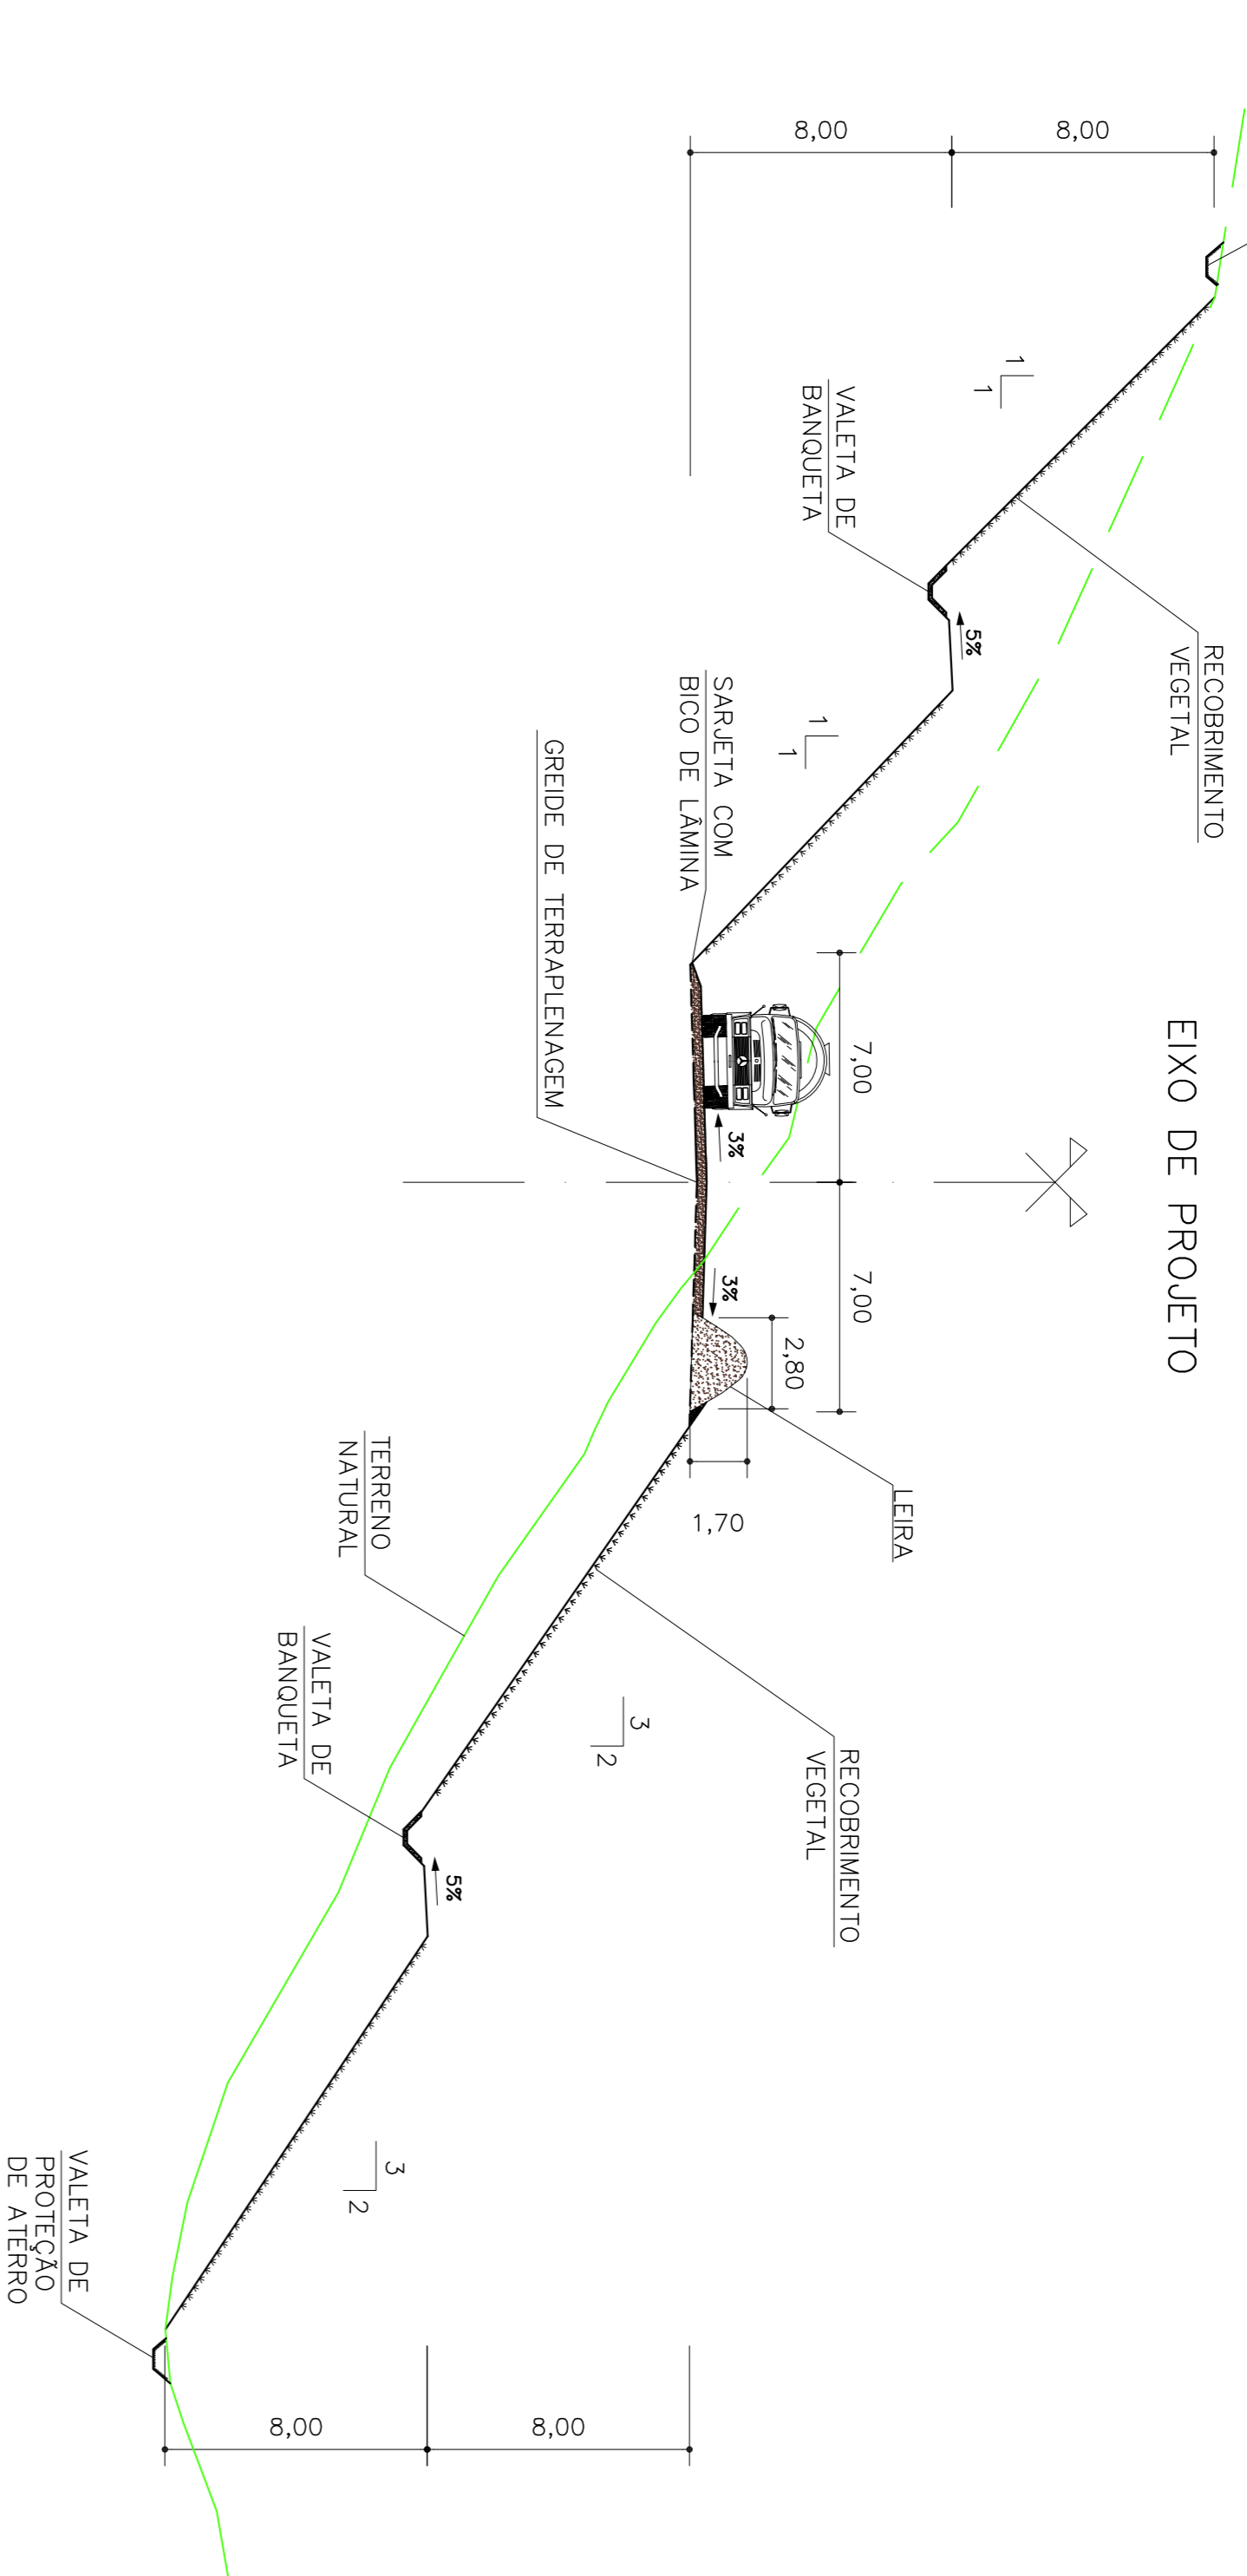 EIXO DE PROJETO
RECOBRIMENTO
VEGETAL
8,00
8,00
1
1
VALETA DE
BANQUETA
5%
1
1
SARJETA COM
BICO DE LÂMINA
GREIDE DE TERRAPLENAGEM
7,00
7,00
3%
3%
2,80
LEIRA
1,70
RECOBRIMENTO
VEGETAL
3
2
TERRENO
NATURAL
VALETA DE
BANQUETA
5%
3
2
VALETA DE
PROTEÇÃO
DE ATERRO
8,00
8,00